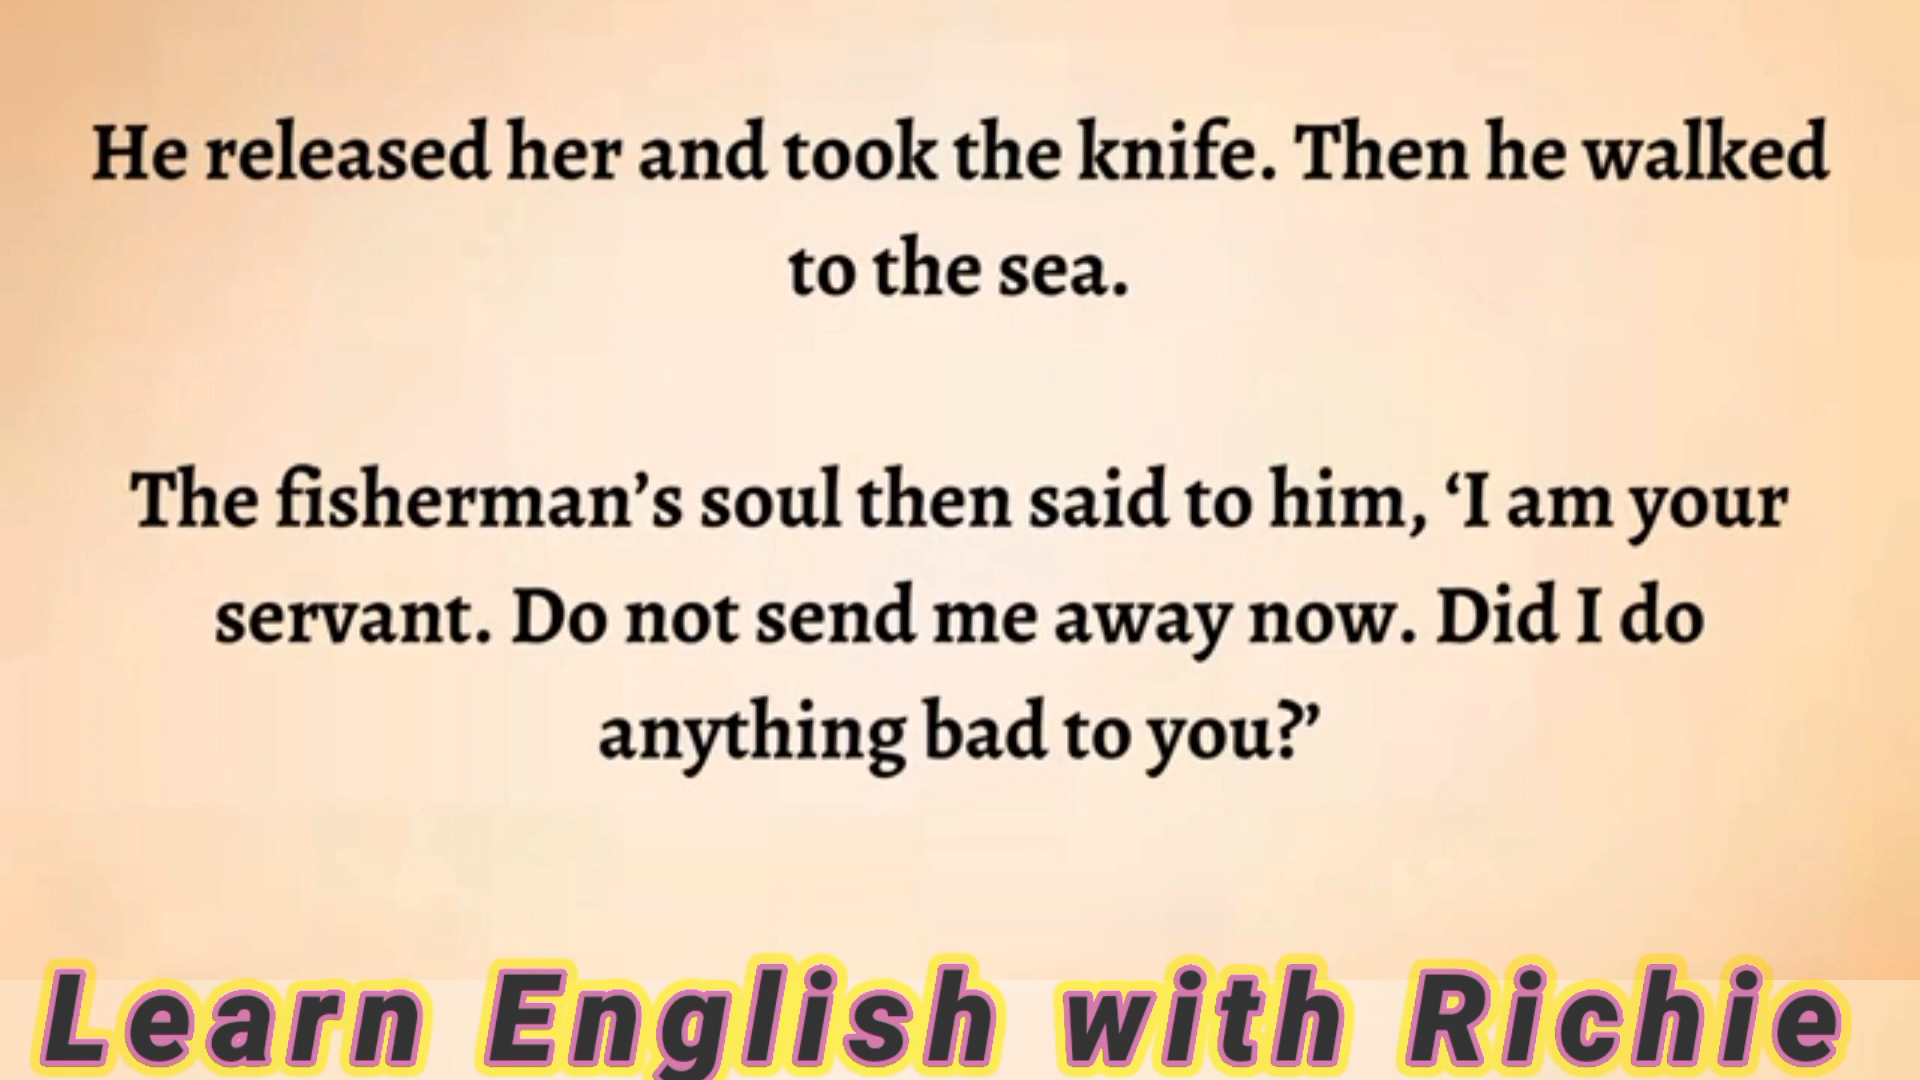 He released her and took the knife. Then he walked
to the sea.
The fisherman’s soul then said to him, ‘I am your
servant. Do not send me away now. Did I do
anything bad to you?’
Learn English with Richie